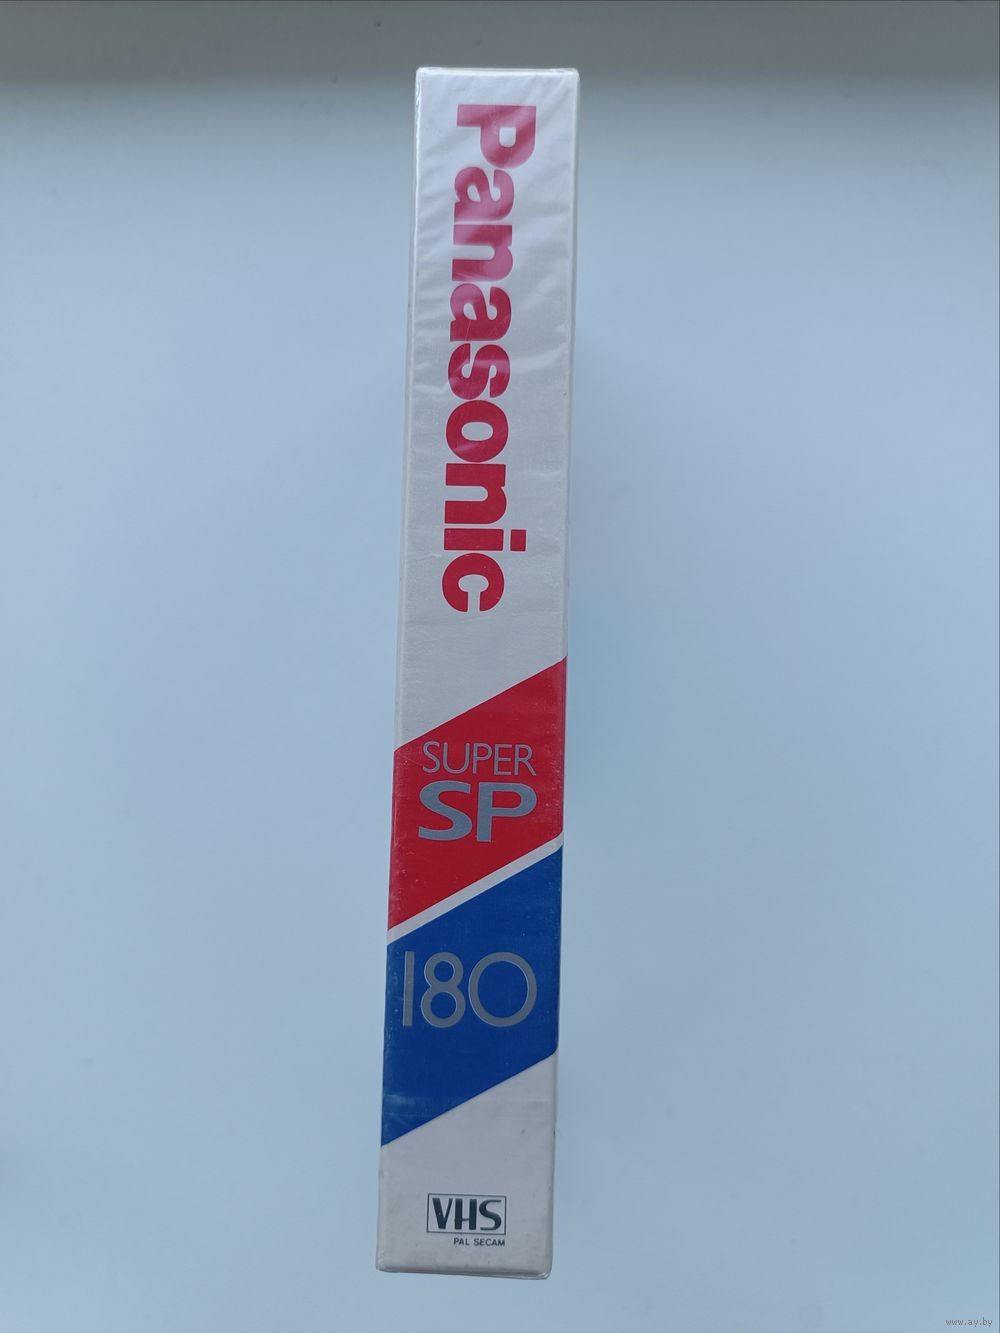 Panasonic
SUPER
SP
180
VHS
PAL SECAM
www.ay.by